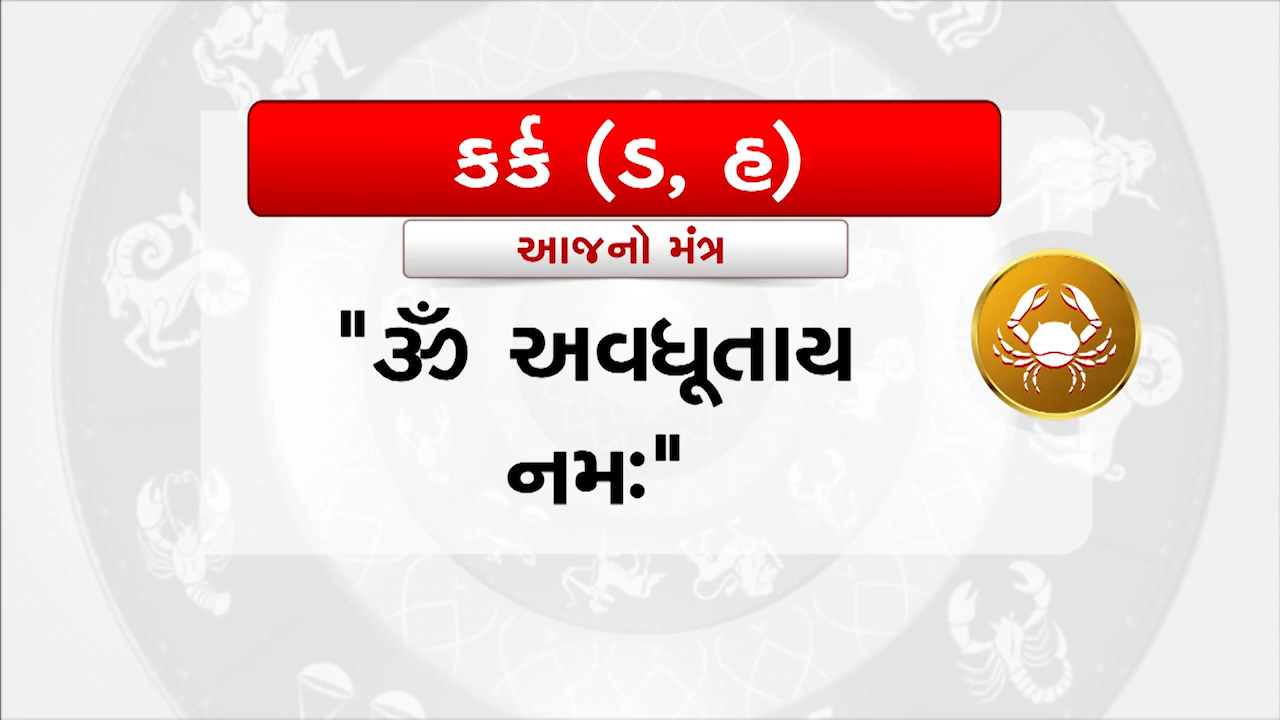 કર્ક (ડ, હ)
આજનો મંત્ર
"ૐ અવધૂતાય
નમઃ"